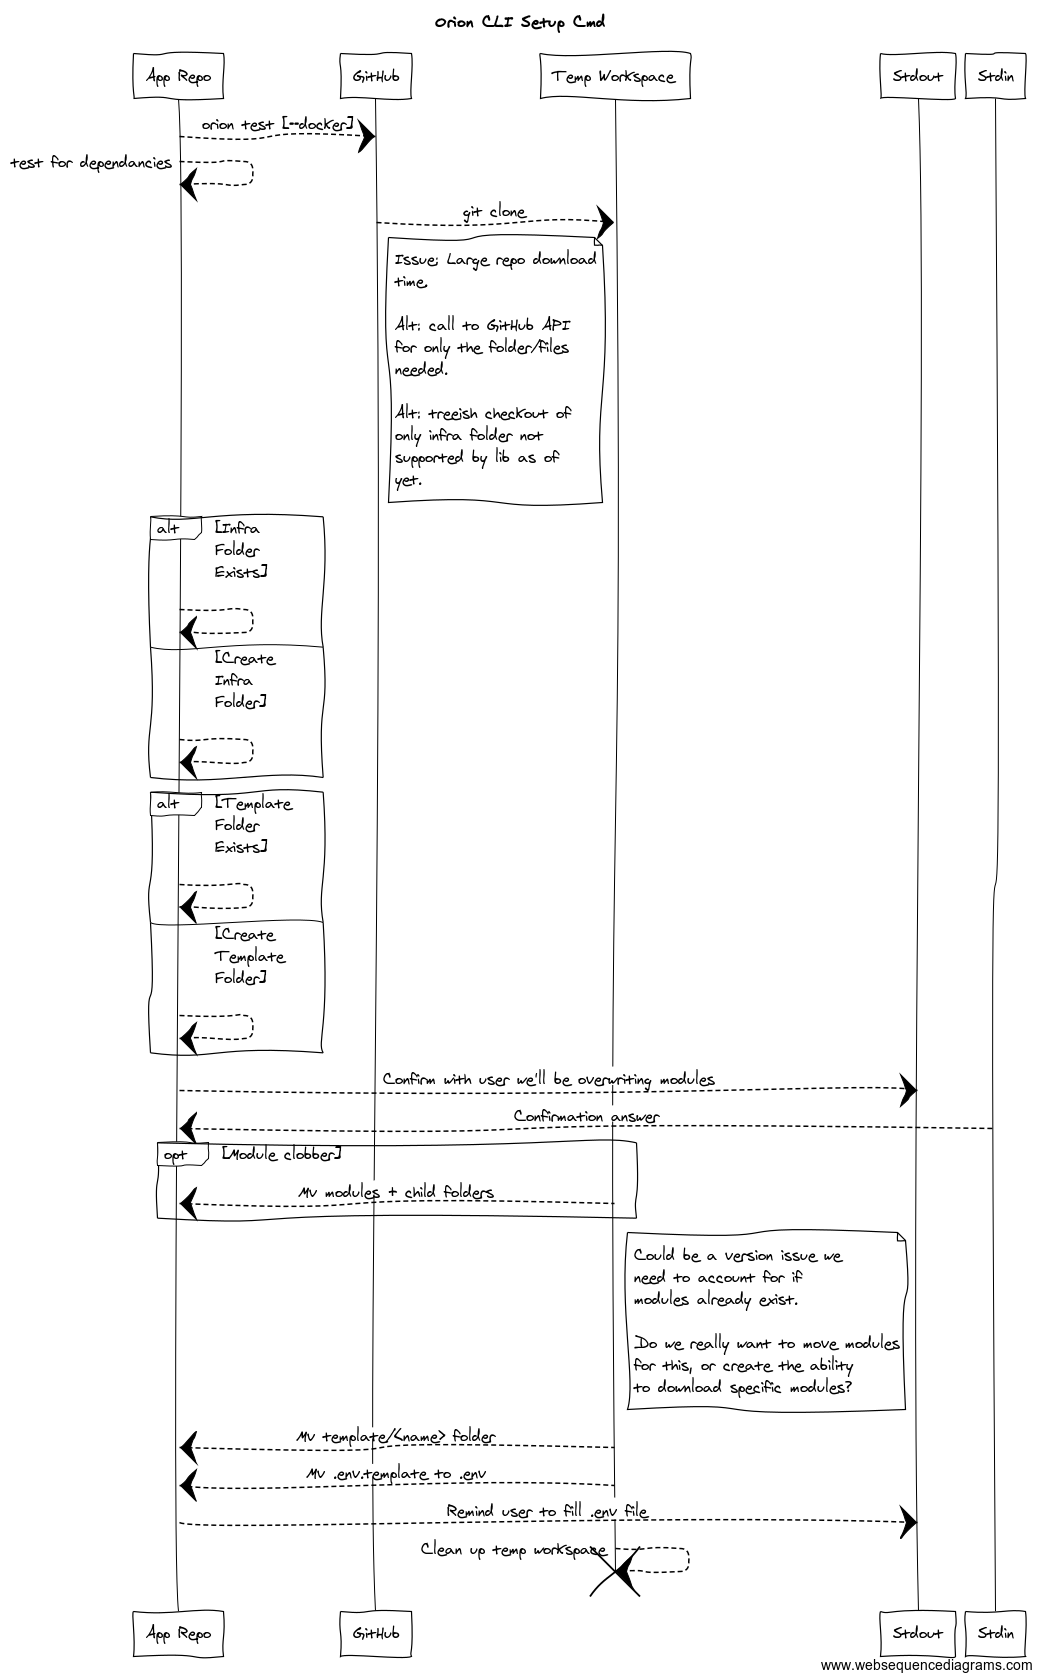 Orion CLI Setup Cmd
App Repo
GitHub
Temp Workspace
Stdout
Stdin
orion test [--docker]
test for dependancies
git clone
Issue: Large repo download
time.
Alt: call to GitHub API
for only the folder/files
needed.
Alt: treeish checkout of
only infra folder not
supported by lib as of
yet.
alt
[Infra
Folder
Exists]
[Create
Infra
Folder]
alt
[Template
Folder
Exists]
[Create
Template
Folder]
Confirm with user we'll be overwriting modules
Confirmation answer
opt
[Module clobber]
Mv modules + child folders
Could be a version issue we
need to account for if
modules already exist.
Do we really want to move modules
for this, or create the ability
to download specific modules?
Mv template/<name> folder
Mv .env.template to .env
Remind user to fill .env file
Clean up temp workspace
App Repo
GitHub
Stdout
Stdin
www.websequencediagrams.com